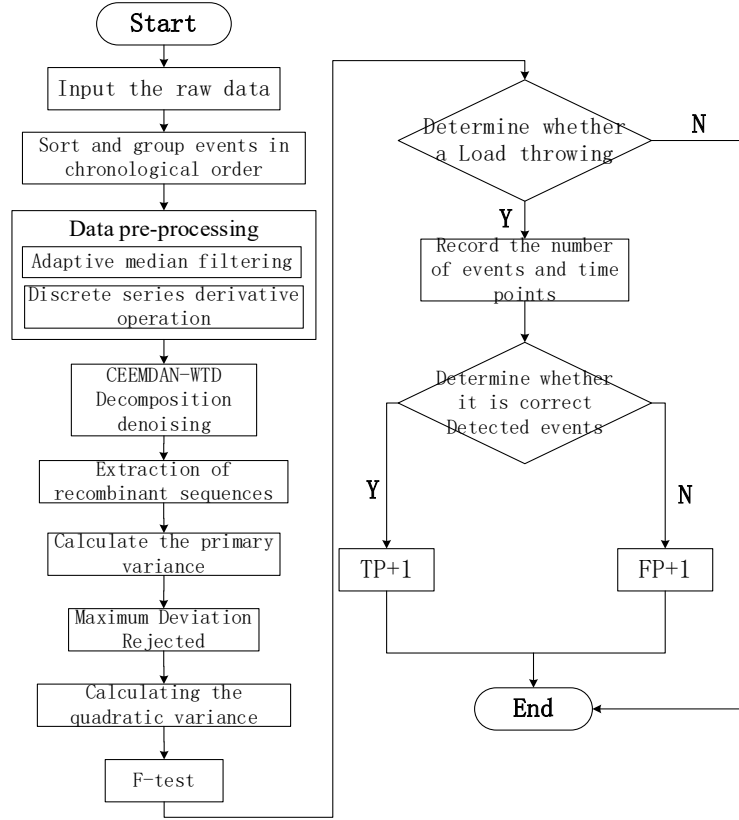 Start
Input the raw data
Sort and group events in
chronological order
Data pre-processing
Adaptive median filtering
Discrete series derivative
operation
CEEMDAN-WTD
Decomposition
denoising
Extraction of
recombinant sequences
Calculate the primary
variance
Maximum Deviation
Rejected
Calculating the
quadratic variance
F-test
Determine whether
a Load throwing
N
Y
Record the number
of events and time
points
Determine whether
it is correct
Detected events
Y
N
TP+1
FP+1
End